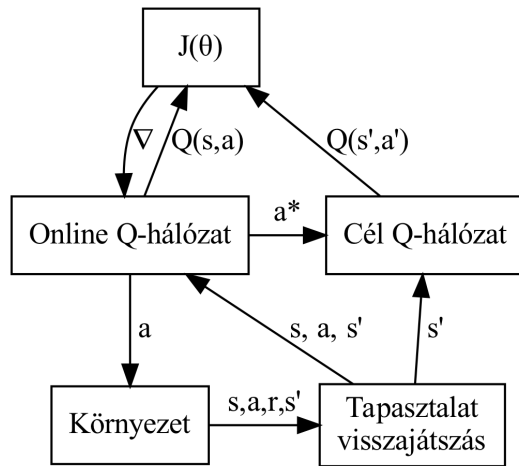 J(θ)
∇
Q(s,a)
Q(s',a')
Online Q-hálózat
a*
Cél Q-hálózat
a
s, a, s'
s'
Környezet
s,a,r,s'
Tapasztalat
visszajátszás